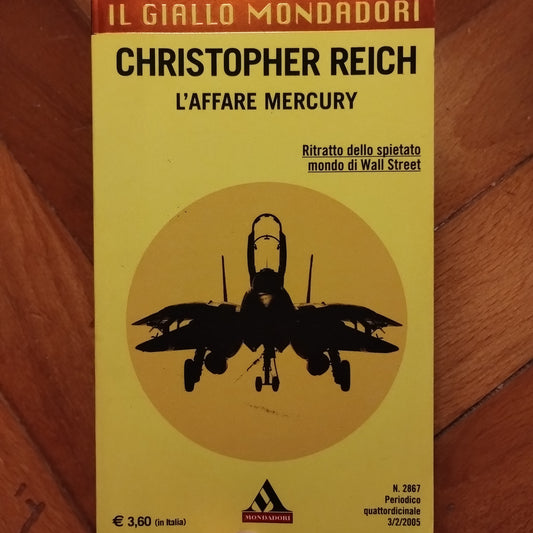 IL GIALLO MONDADORI
CHRISTOPHER REICH
L'AFFARE MERCURY
Ritratto dello spietato
mondo di Wall Street
N. 2867
Periodico
quattordicinale
3/2/2005
€ 3,60 (in Italia)
MONDADORI